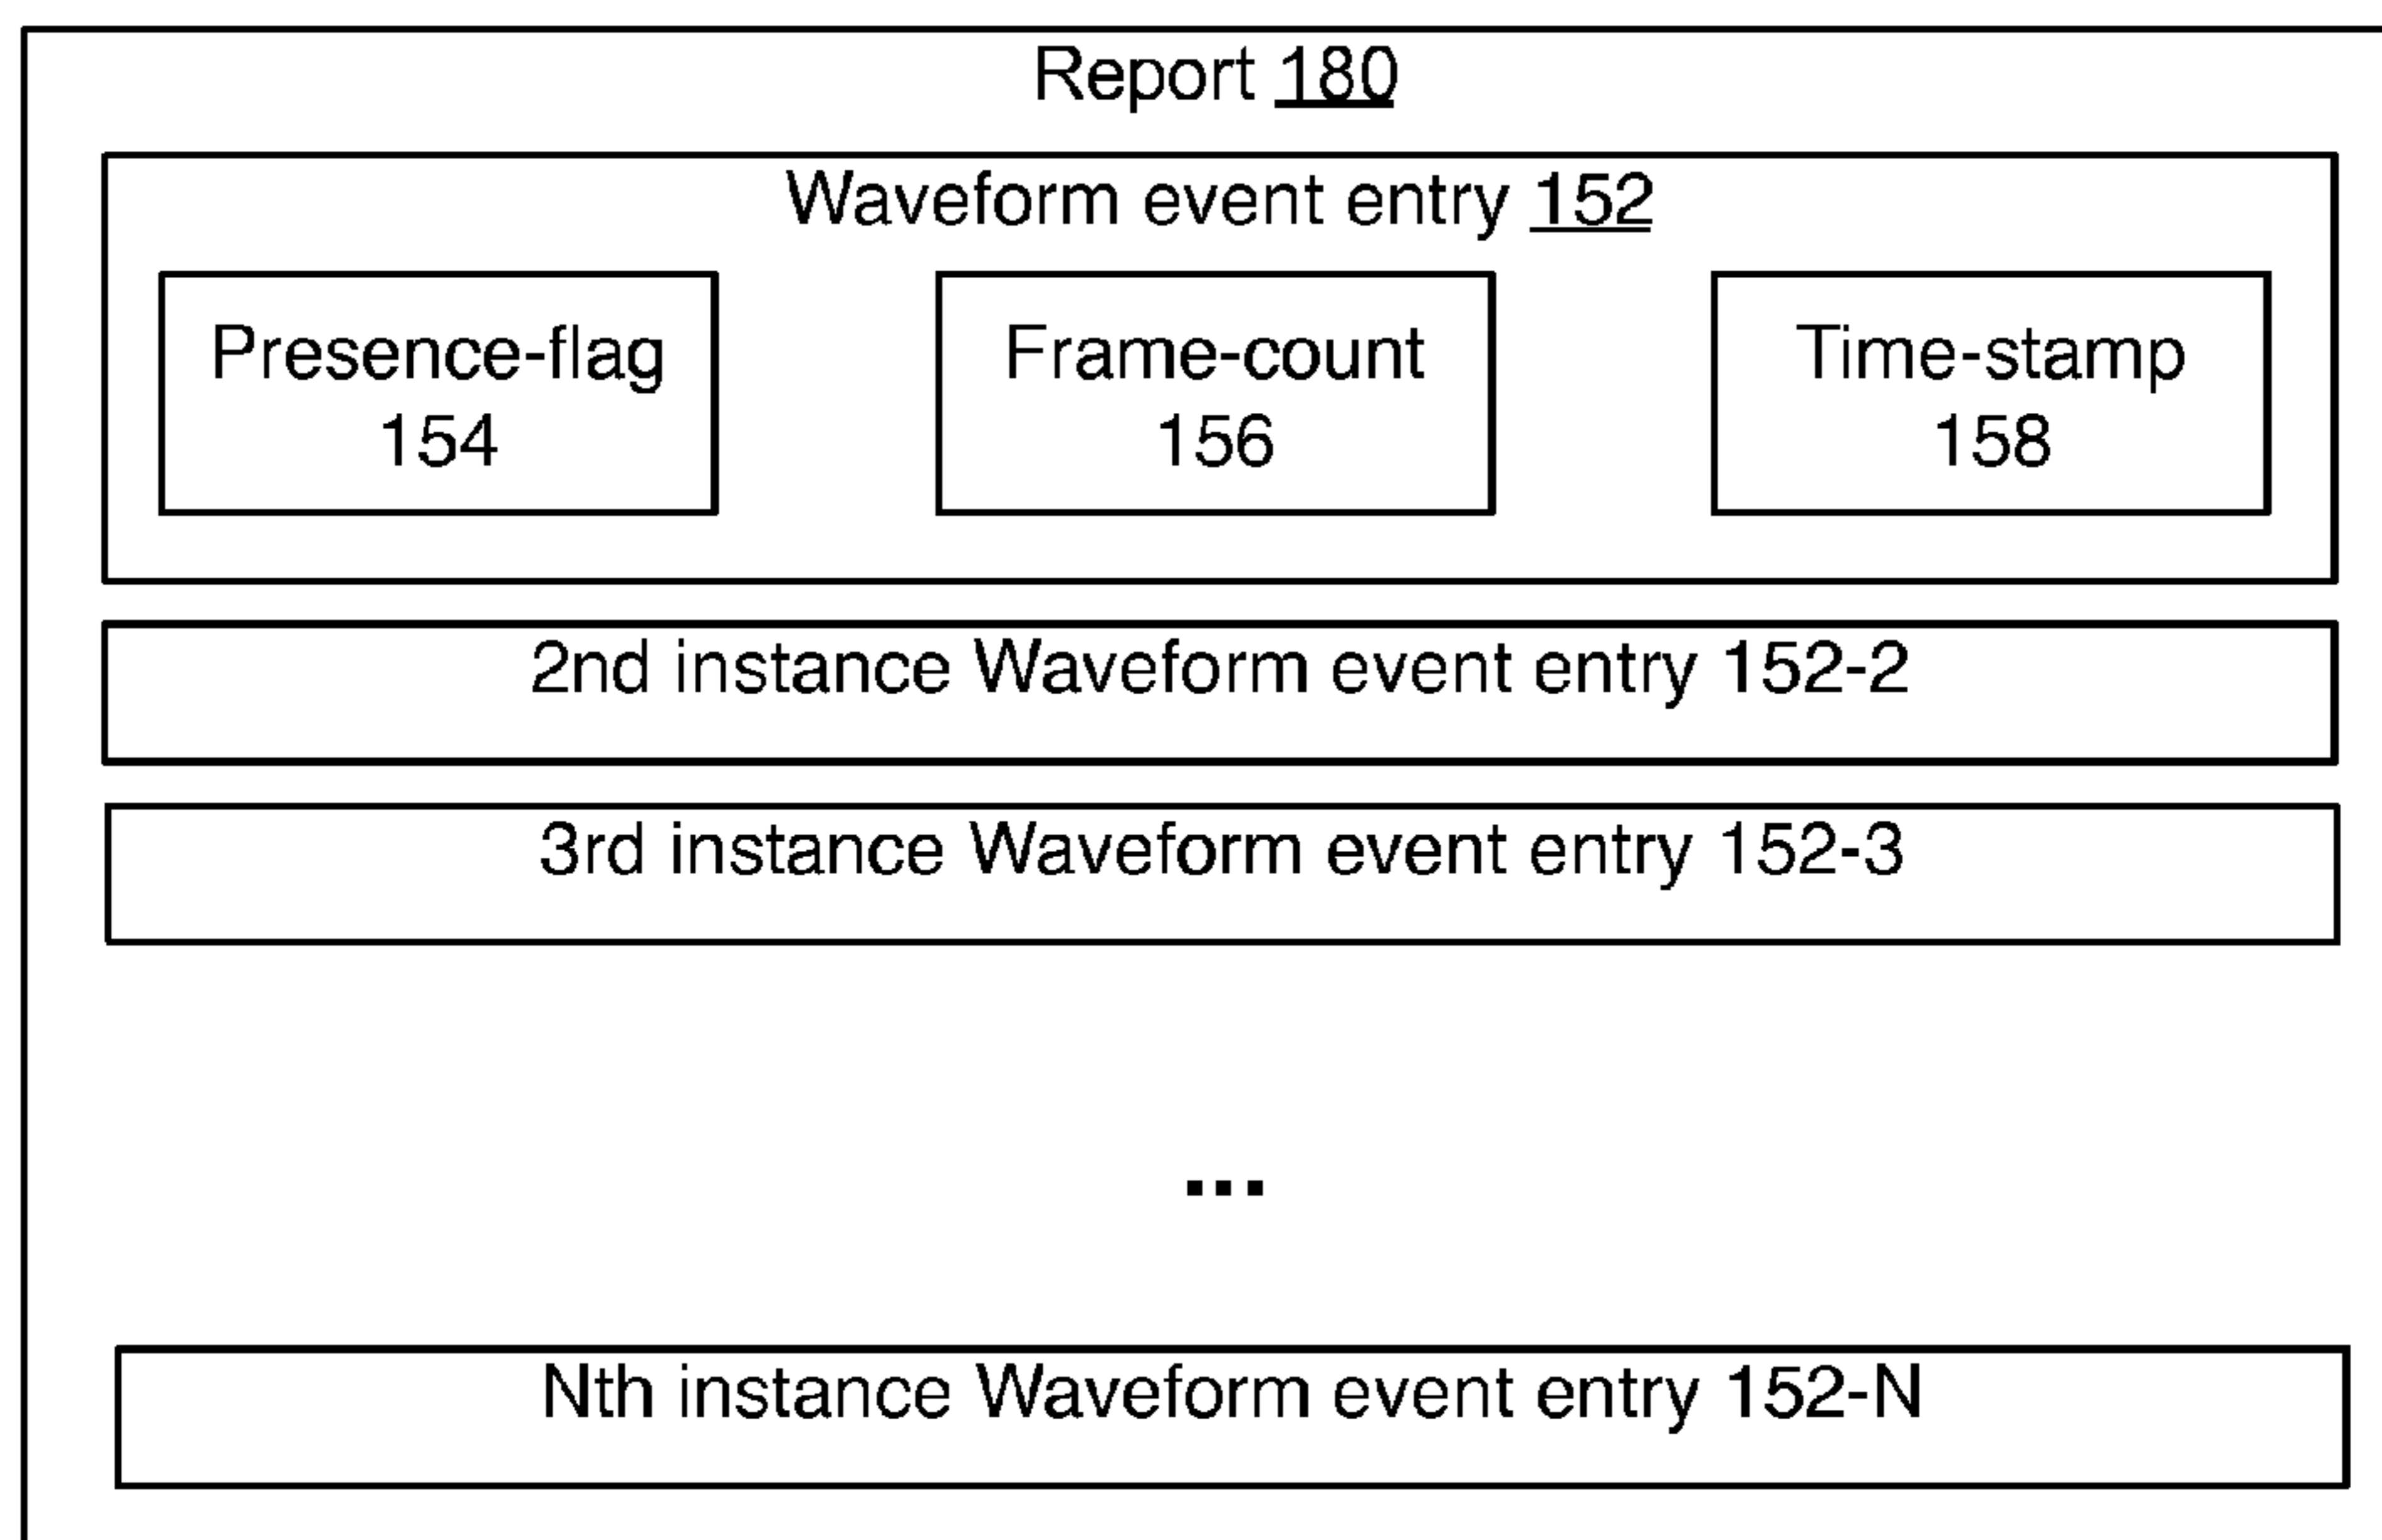 Report 180
Waveform event entry 152
Presence-flag
154
Frame-count
156
Time-stamp
158
2nd instance Waveform event entry 152-2
3rd instance Waveform event entry 152-3
...
Nth instance Waveform event entry 152-N